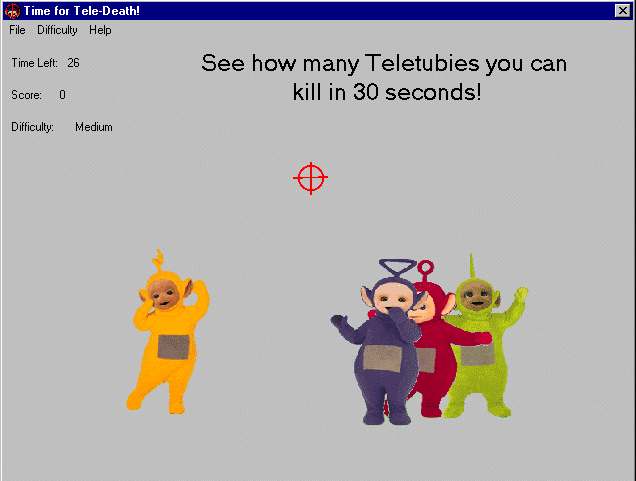 Time for Tele-Death!
File Difficulty Help
Time Left: 26
See how many Teletubies you can
kill in 30 seconds!
Score: 0
Difficulty: Medium